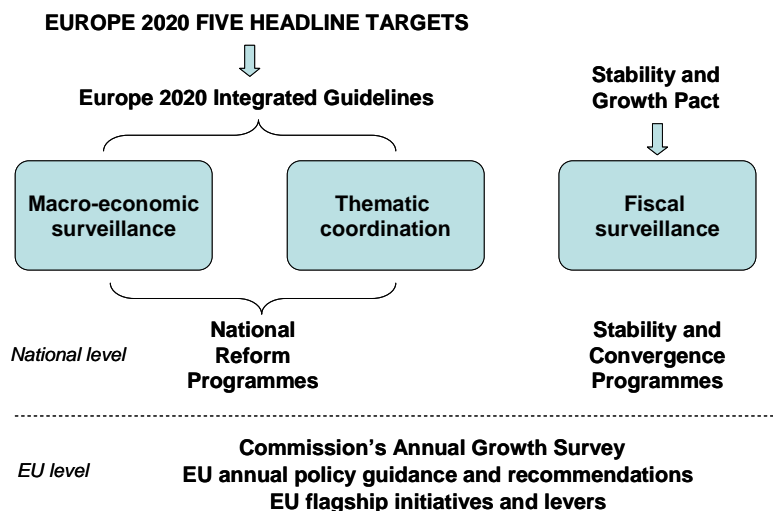 EUROPE 2020 FIVE HEADLINE TARGETS
Europe 2020 Integrated Guidelines
Stability and
Growth Pact
Macro-economic
surveillance
Thematic
coordination
Fiscal
surveillance
National level
National
Reform
Programmes
Stability and
Convergence
Programmes
EU level
Commission’s Annual Growth Survey
EU annual policy guidance and recommendations
EU flagship initiatives and levers